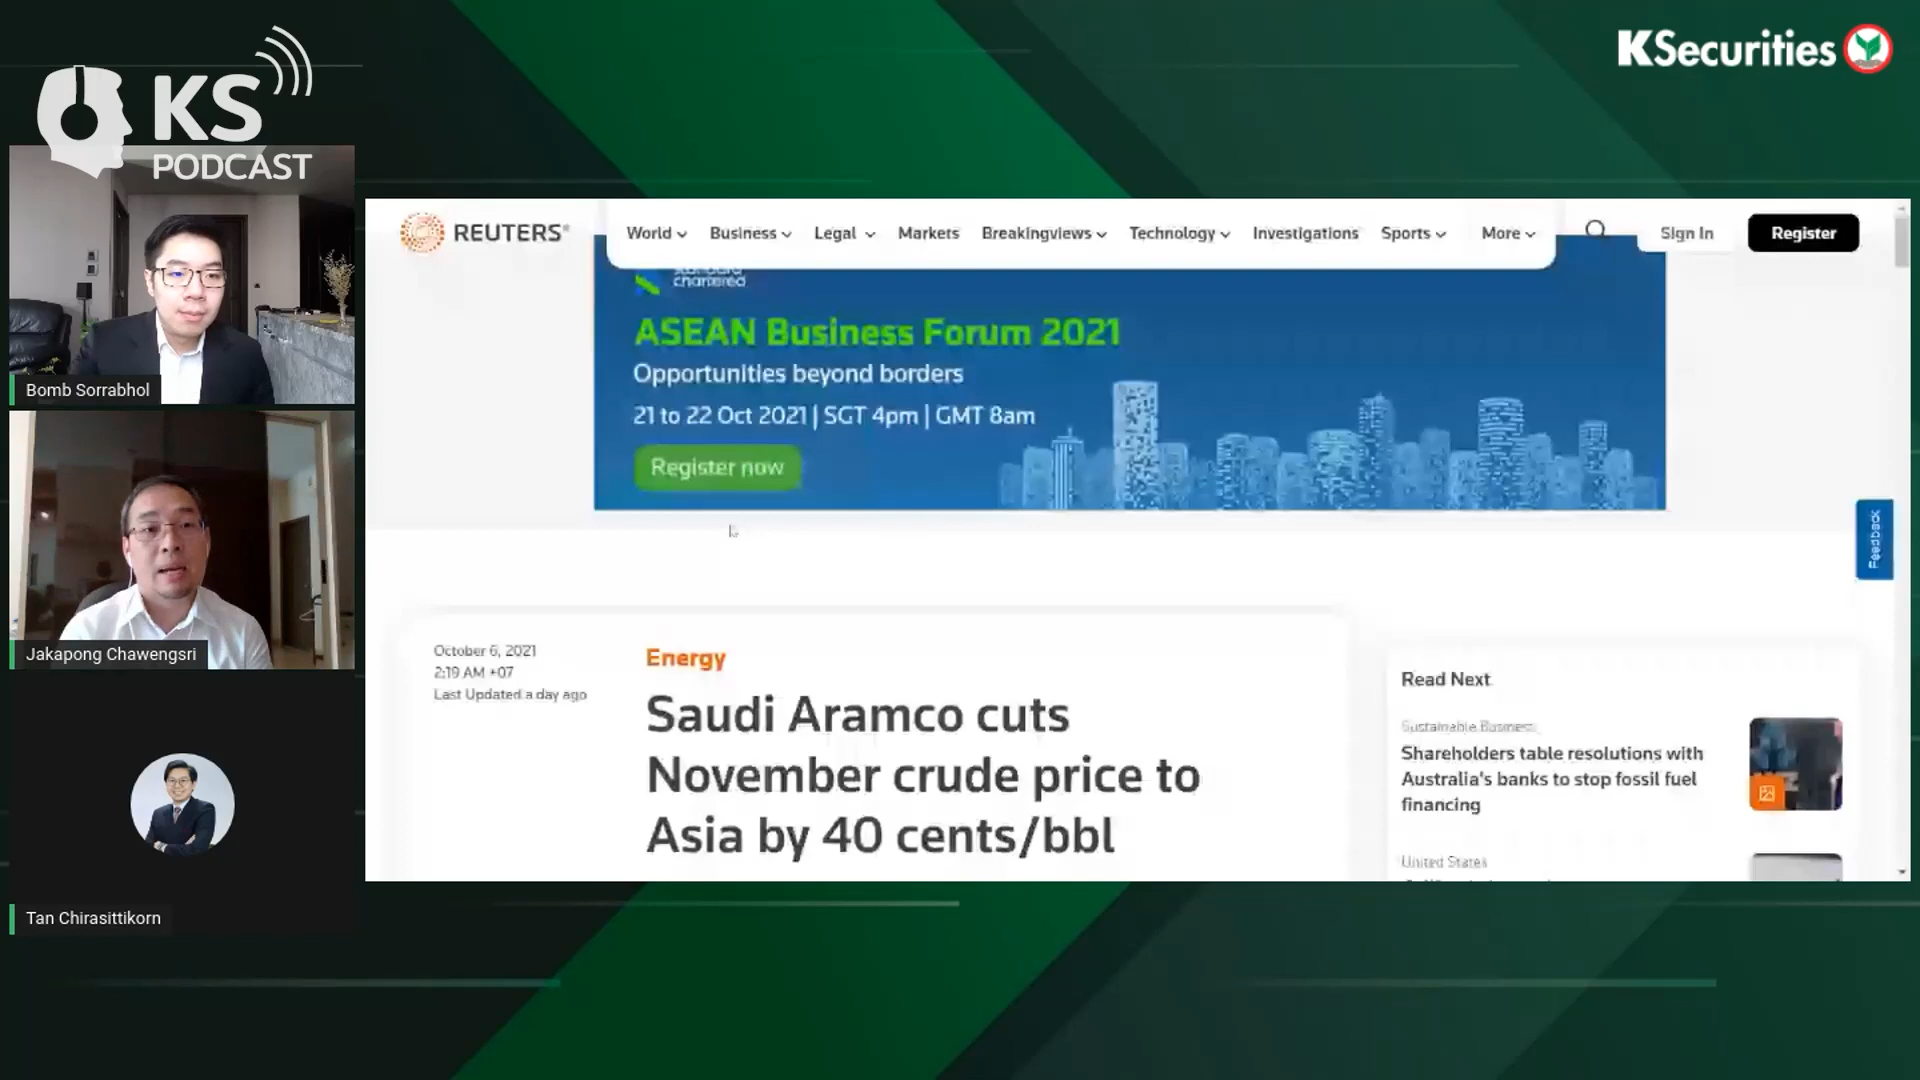 KS
PODCAST
KSecurities
Bomb Sorrabhol
Jakapong Chawengsri
Tan Chirasittikorn
REUTERS®
World Business Legal Markets Breakingviews Technology Investigations Sports More Sign In Register
standard
chartered
ASEAN Business Forum 2021
Opportunities beyond borders
21 to 22 Oct 2021 | SGT 4pm | GMT 8am
Register now
Feedback
October 6, 2021
2:19 AM +07
Last Updated a day ago
Energy
Saudi Aramco cuts
November crude price to
Asia by 40 cents/bbl
Read Next
Sustainable Business
Shareholders table resolutions with
Australia's banks to stop fossil fuel
financing
United States